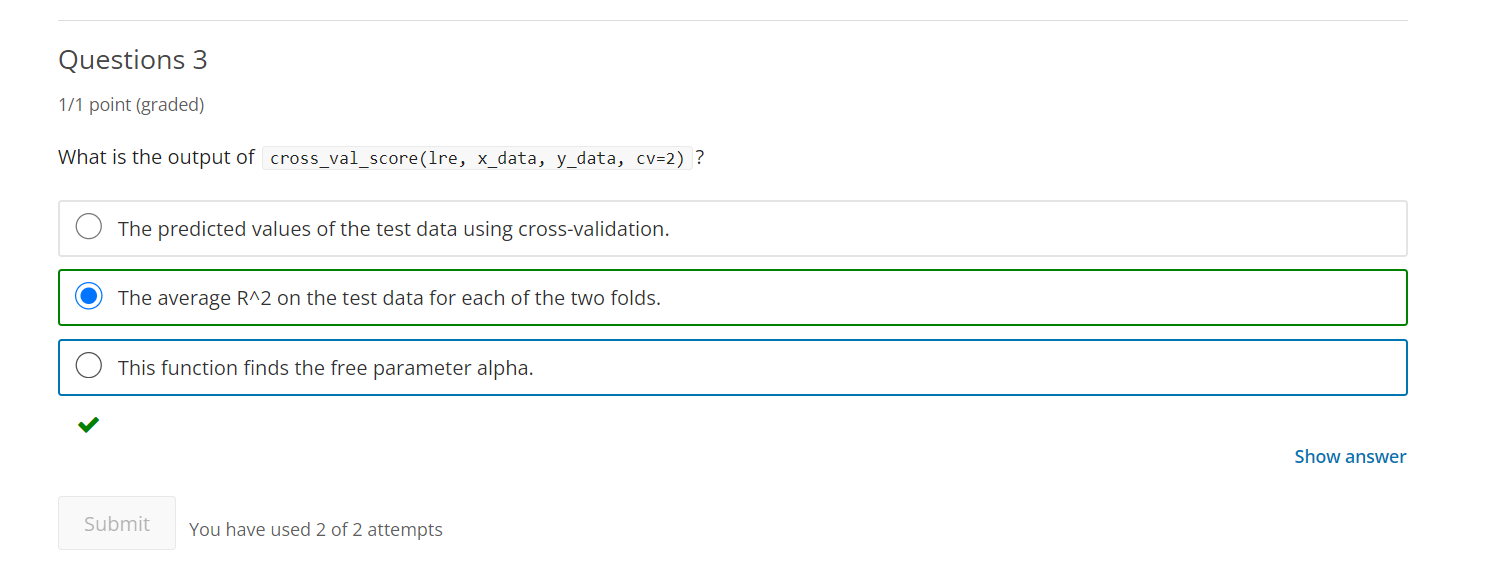 Questions 3
1/1 point (graded)
What is the output of cross_val_score(lre, x_data, y_data, cv=2) ?
The predicted values of the test data using cross-validation.
The average R^2 on the test data for each of the two folds.
This function finds the free parameter alpha.
Show answer
Submit
You have used 2 of 2 attempts